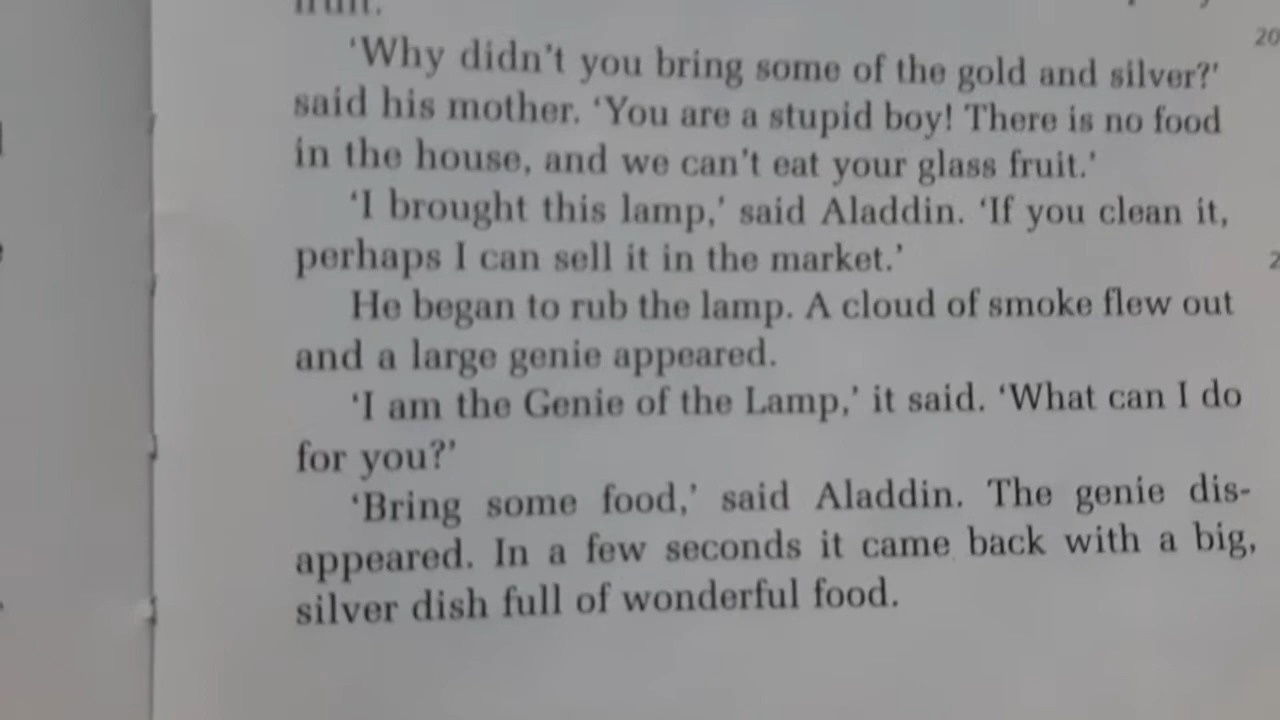 fruit.
20
‘Why didn’t you bring some of the gold and silver?’
said his mother. ‘You are a stupid boy! There is no food
in the house, and we can’t eat your glass fruit.’
‘I brought this lamp,’ said Aladdin. ‘If you clean it,
perhaps I can sell it in the market.’
He began to rub the lamp. A cloud of smoke flew out
and a large genie appeared.
‘I am the Genie of the Lamp,’ it said. ‘What can I do
for you?’
‘Bring some food,’ said Aladdin. The genie dis-
appeared. In a few seconds it came back with a big,
silver dish full of wonderful food.